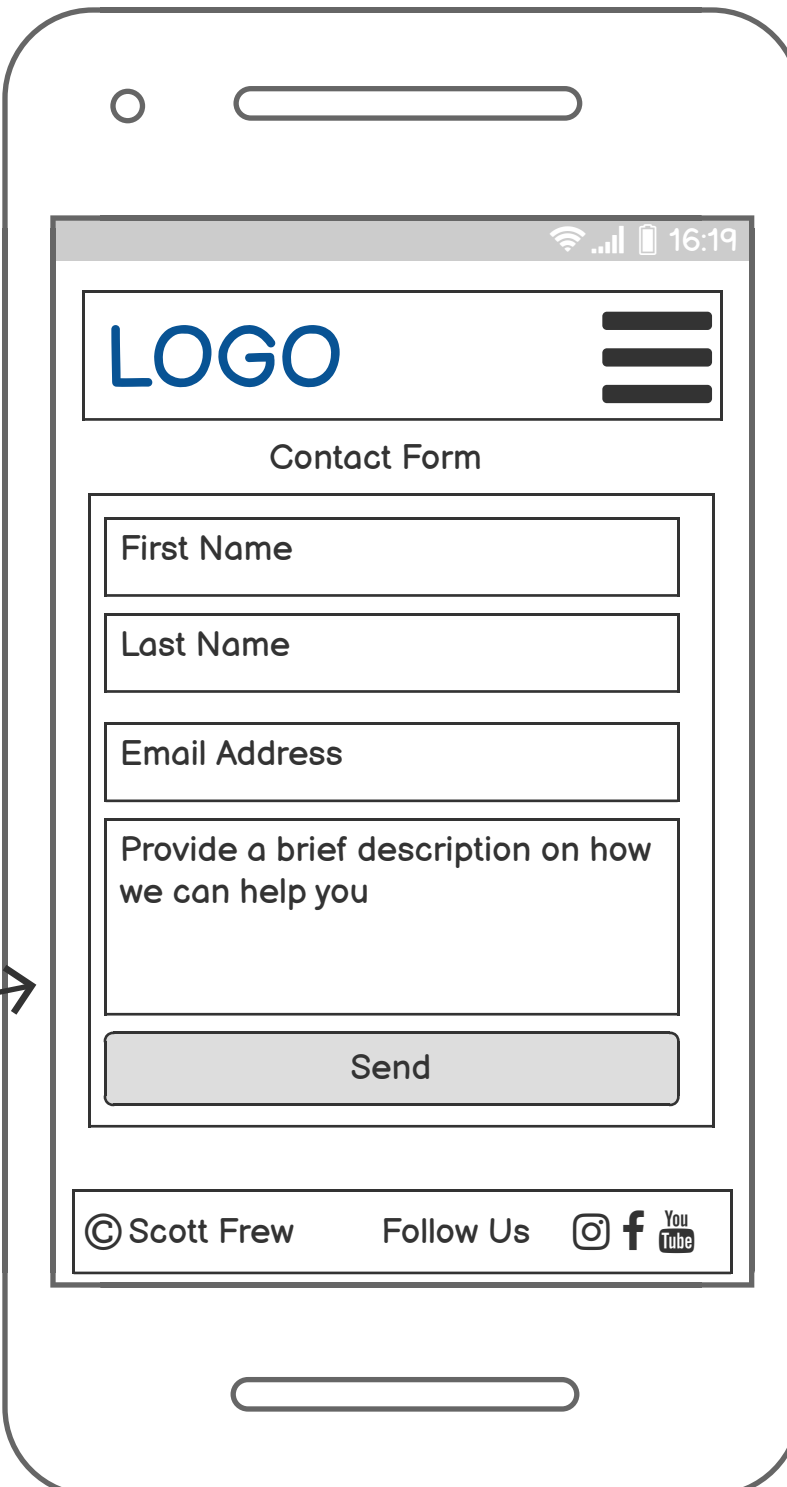 16:19
LOGO
Contact Form
First Name
Last Name
Email Address
Provide a brief description on how
we can help you
Send
© Scott Frew Follow Us You Tube